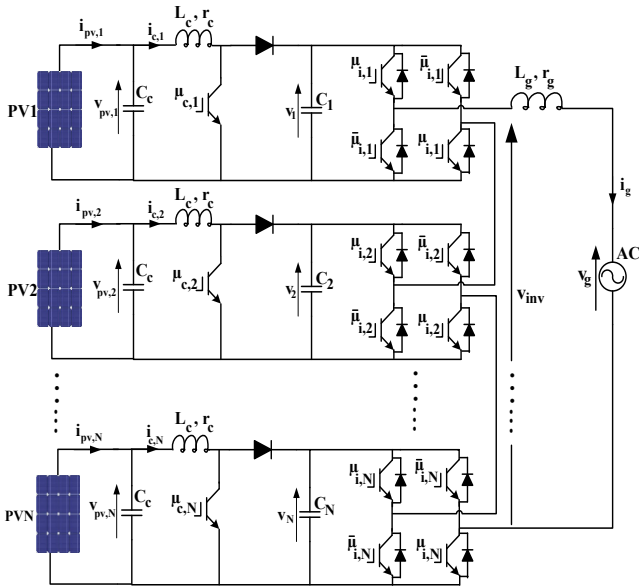 i_pv,1
i_c,1
L_c, r_c
PV1
v_pv,1
C_c
μ_c,1
v_1
C_1
μ_i,1
μ̄_i,1
μ̄_i,1
μ_i,1
L_g, r_g
i_g
AC
v_g
v_inv
i_pv,2
i_c,2
L_c, r_c
PV2
v_pv,2
C_c
μ_c,2
v_2
C_2
μ_i,2
μ̄_i,2
μ̄_i,2
μ_i,2
i_pv,N
i_c,N
L_c, r_c
PVN
v_pv,N
C_c
μ_c,N
v_N
C_N
μ_i,N
μ̄_i,N
μ̄_i,N
μ_i,N